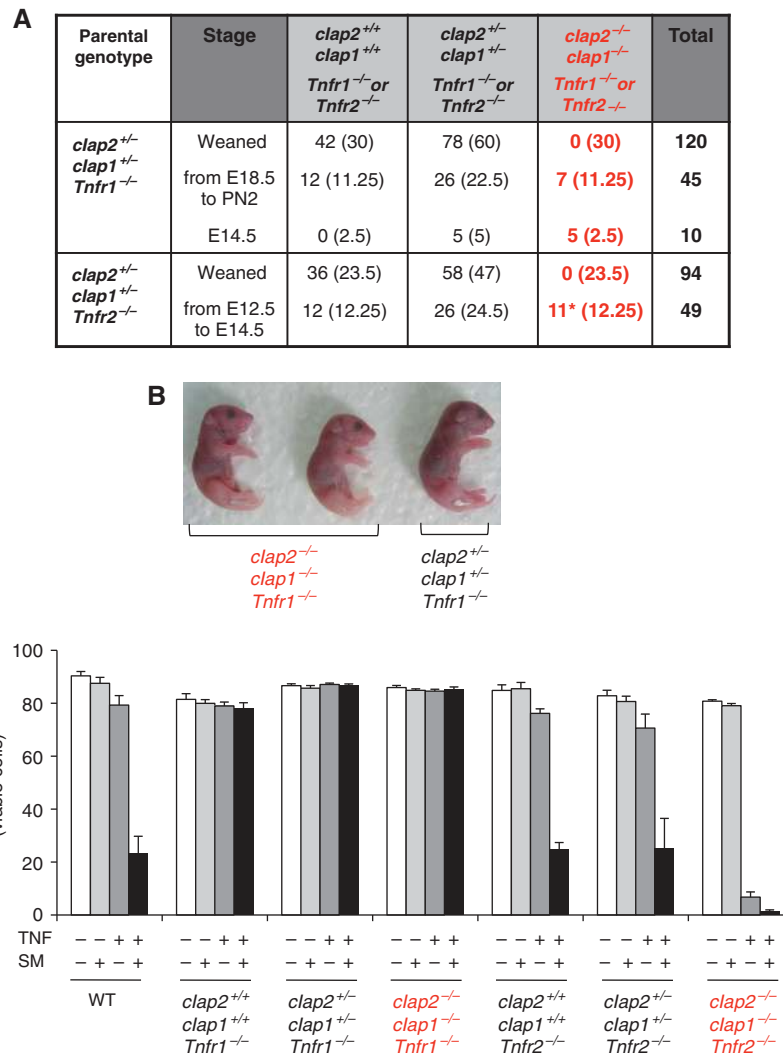 A
Parental genotype | Stage | clap2+/+ clap1+/+ Tnfr1−/− or Tnfr2−/− | clap2+/− clap1+/− Tnfr1−/− or Tnfr2−/− | clap2−/− clap1−/− Tnfr1−/− or Tnfr2−/− | Total
clap2+/− clap1+/− Tnfr1−/− | Weaned | 42 (30) | 78 (60) | 0 (30) | 120
from E18.5 to PN2 | 12 (11.25) | 26 (22.5) | 7 (11.25) | 45
E14.5 | 0 (2.5) | 5 (5) | 5 (2.5) | 10
clap2+/− clap1+/− Tnfr2−/− | Weaned | 36 (23.5) | 58 (47) | 0 (23.5) | 94
from E12.5 to E14.5 | 12 (12.25) | 26 (24.5) | 11* (12.25) | 49
B
clap2−/− clap2+/−
clap1−/− clap1+/−
Tnfr1−/− Tnfr1−/−
(viable cells)
100
80
60
40
20
0
TNF − − + + − − + + − − + + − − + + − − + + − − + + − − + +
SM − + − + − + − + − + − + − + − + − + − + − + − + − + − +
WT clap2+/+ clap2+/− clap2−/− clap2+/+ clap2+/− clap2−/−
clap1+/+ clap1+/− clap1−/− clap1+/+ clap1+/− clap1−/−
Tnfr1−/− Tnfr1−/− Tnfr1−/− Tnfr2−/− Tnfr2−/− Tnfr2−/−